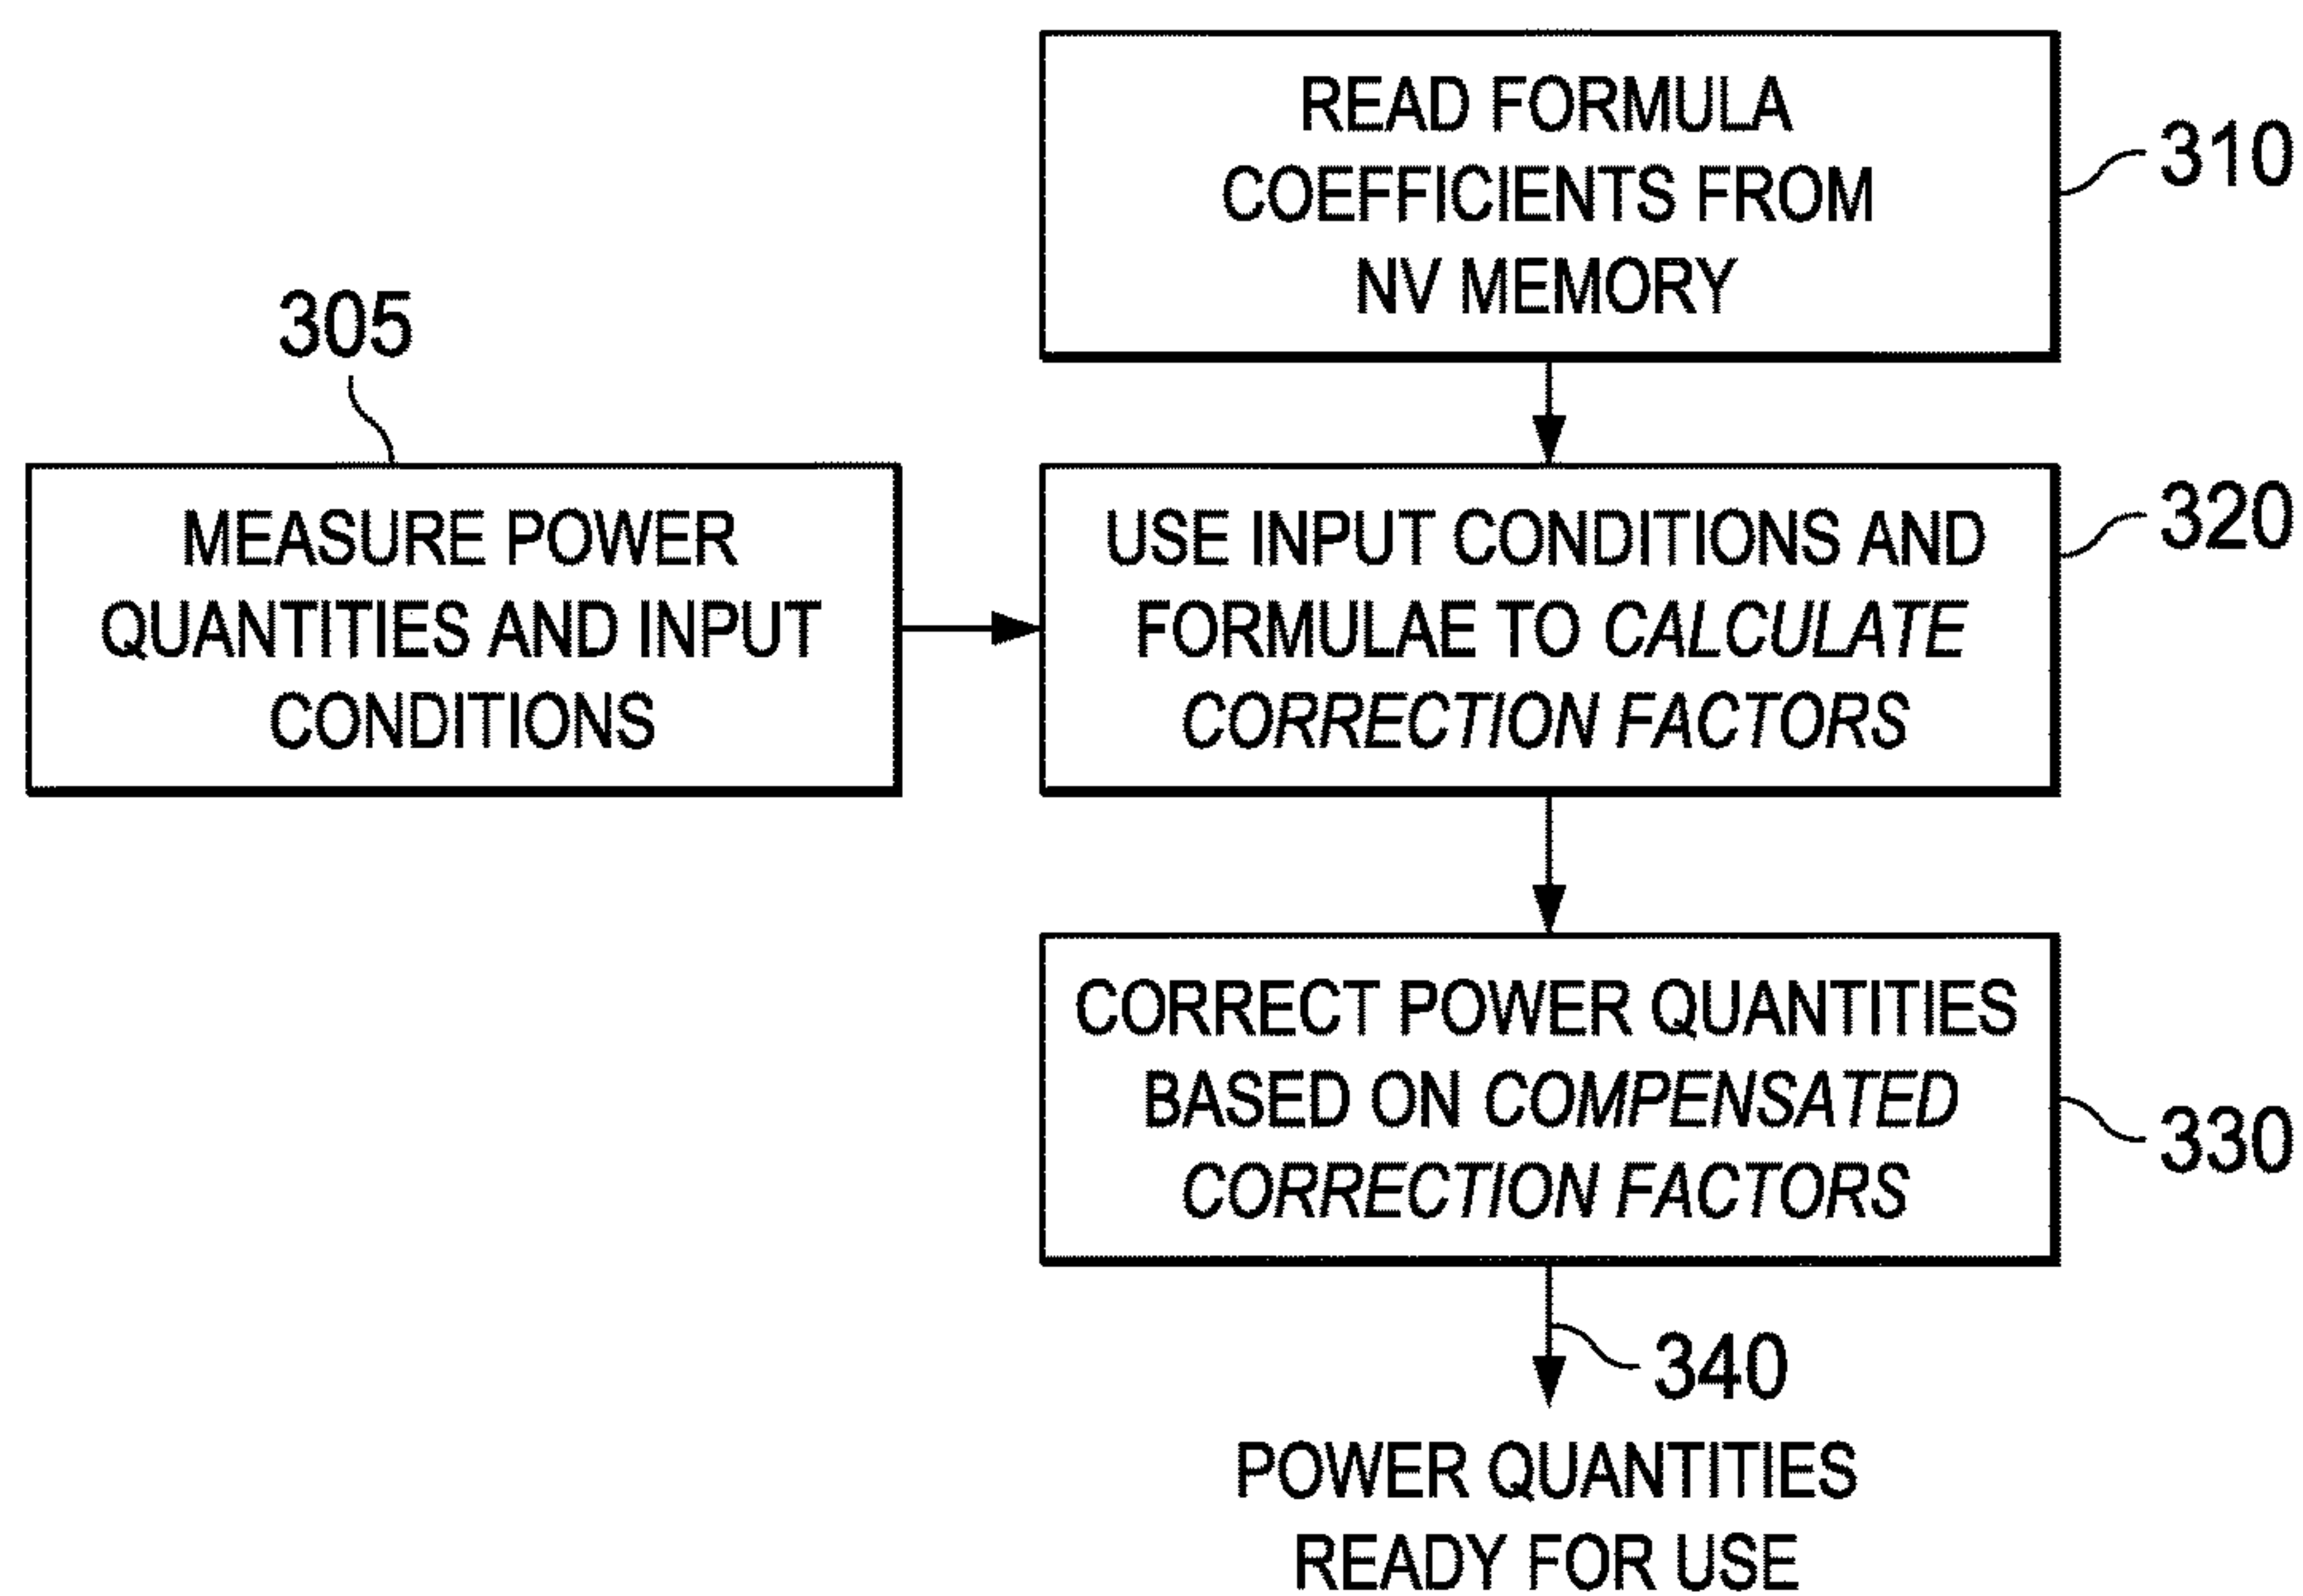 READ FORMULA
COEFFICIENTS FROM
NV MEMORY
310
305
MEASURE POWER
QUANTITIES AND INPUT
CONDITIONS
USE INPUT CONDITIONS AND
FORMULAE TO CALCULATE
CORRECTION FACTORS
320
CORRECT POWER QUANTITIES
BASED ON COMPENSATED
CORRECTION FACTORS
330
340
POWER QUANTITIES
READY FOR USE